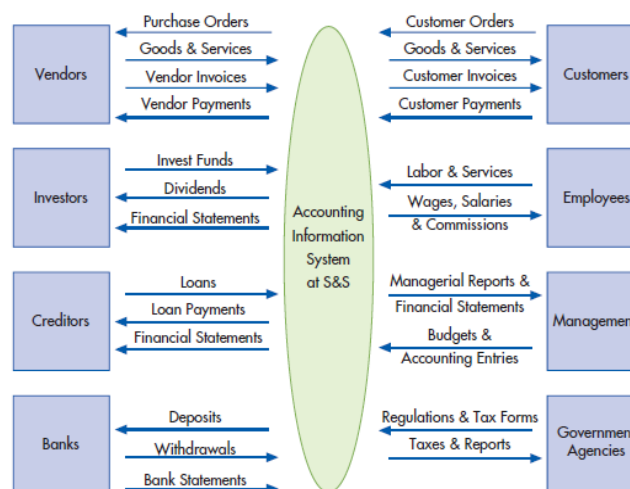 Purchase Orders
Goods & Services
Vendor Invoices
Vendor Payments
Vendors
Customer Orders
Goods & Services
Customer Invoices
Customer Payments
Customers
Invest Funds
Dividends
Financial Statements
Investors
Accounting
Information
System
at S&S
Labor & Services
Wages, Salaries
& Commissions
Employees
Loans
Loan Payments
Financial Statements
Creditors
Managerial Reports &
Financial Statements
Budgets &
Accounting Entries
Management
Deposits
Withdrawals
Bank Statements
Banks
Regulations & Tax Forms
Taxes & Reports
Government
Agencies